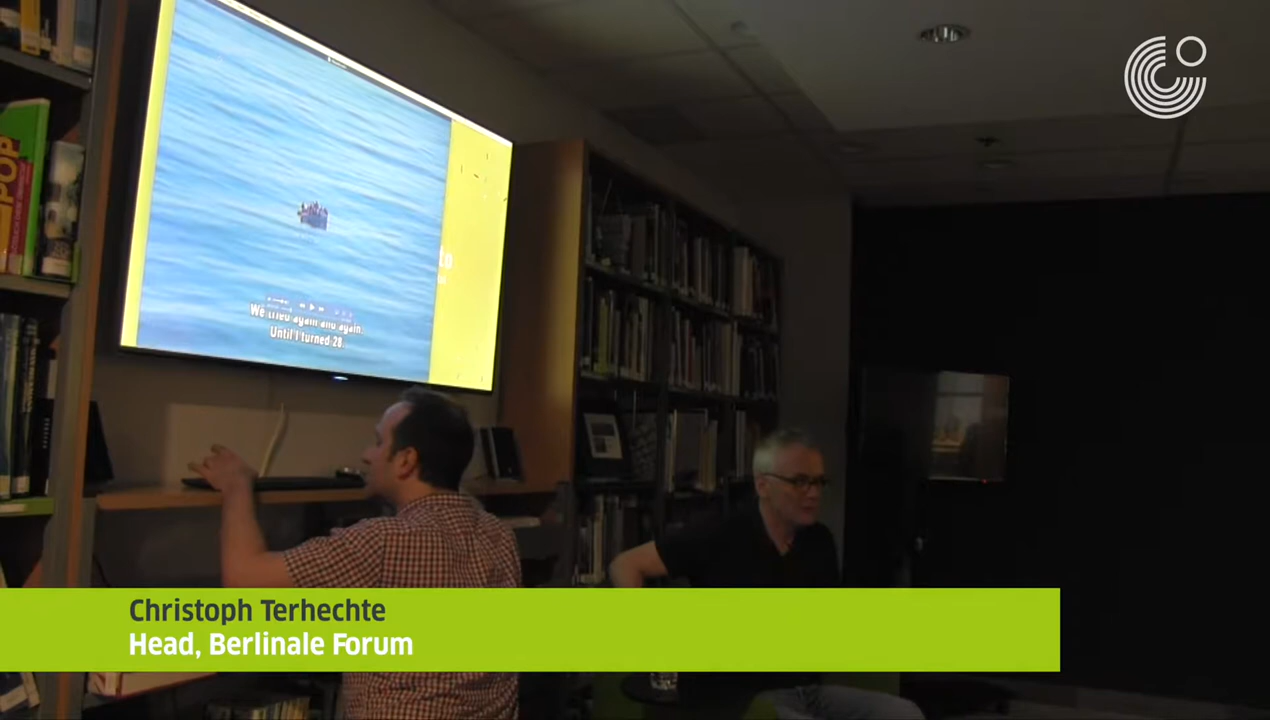 POP
We tried again and again.
Until I turned 28.
Christoph Terhechte
Head, Berlinale Forum